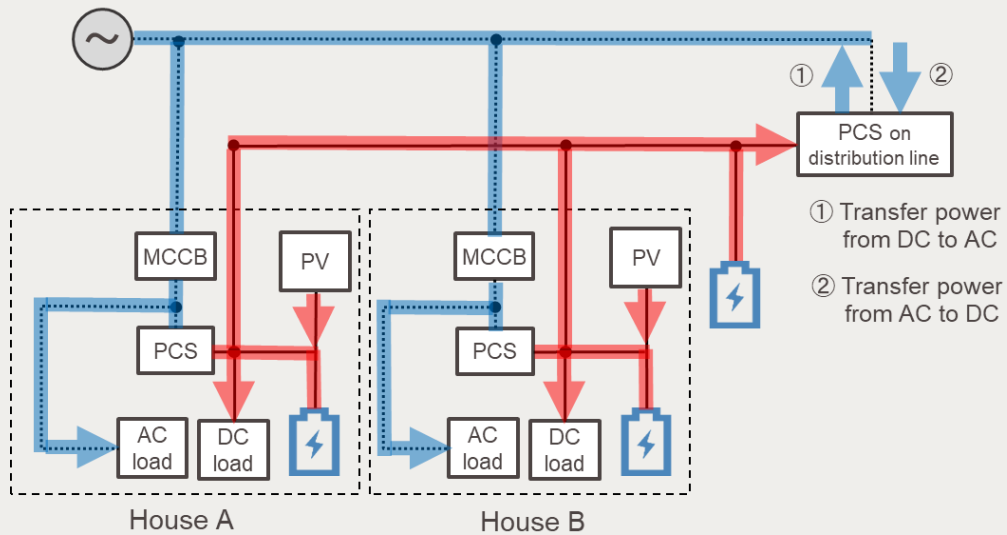 ①
②
PCS on
distribution line
① Transfer power
from DC to AC
② Transfer power
from AC to DC
MCCB
PV
PCS
AC
load
DC
load
House A
MCCB
PV
PCS
AC
load
DC
load
House B